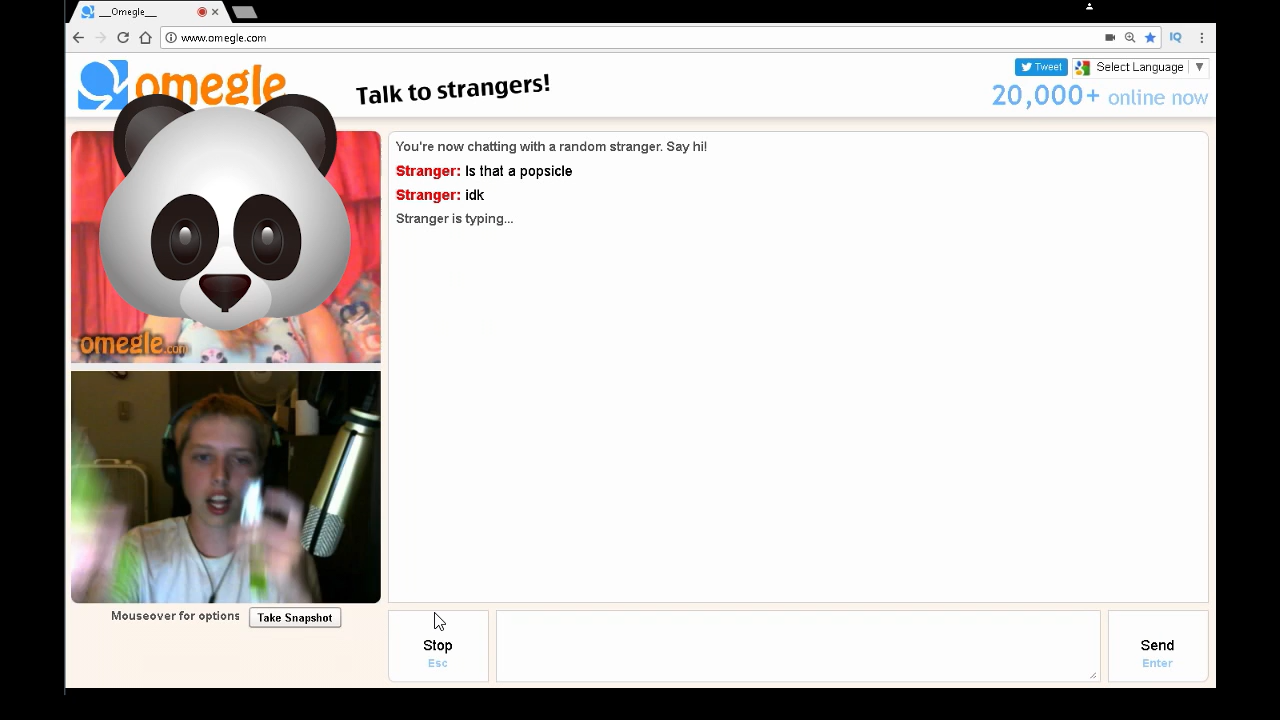 __Omegle__
www.omegle.com
IQ
omegle
Talk to strangers!
Tweet
Select Language
20,000+ online now
You're now chatting with a random stranger. Say hi!
Stranger: Is that a popsicle
Stranger: idk
Stranger is typing...
omegle.com
Mouseover for options
Take Snapshot
Stop
Esc
Send
Enter